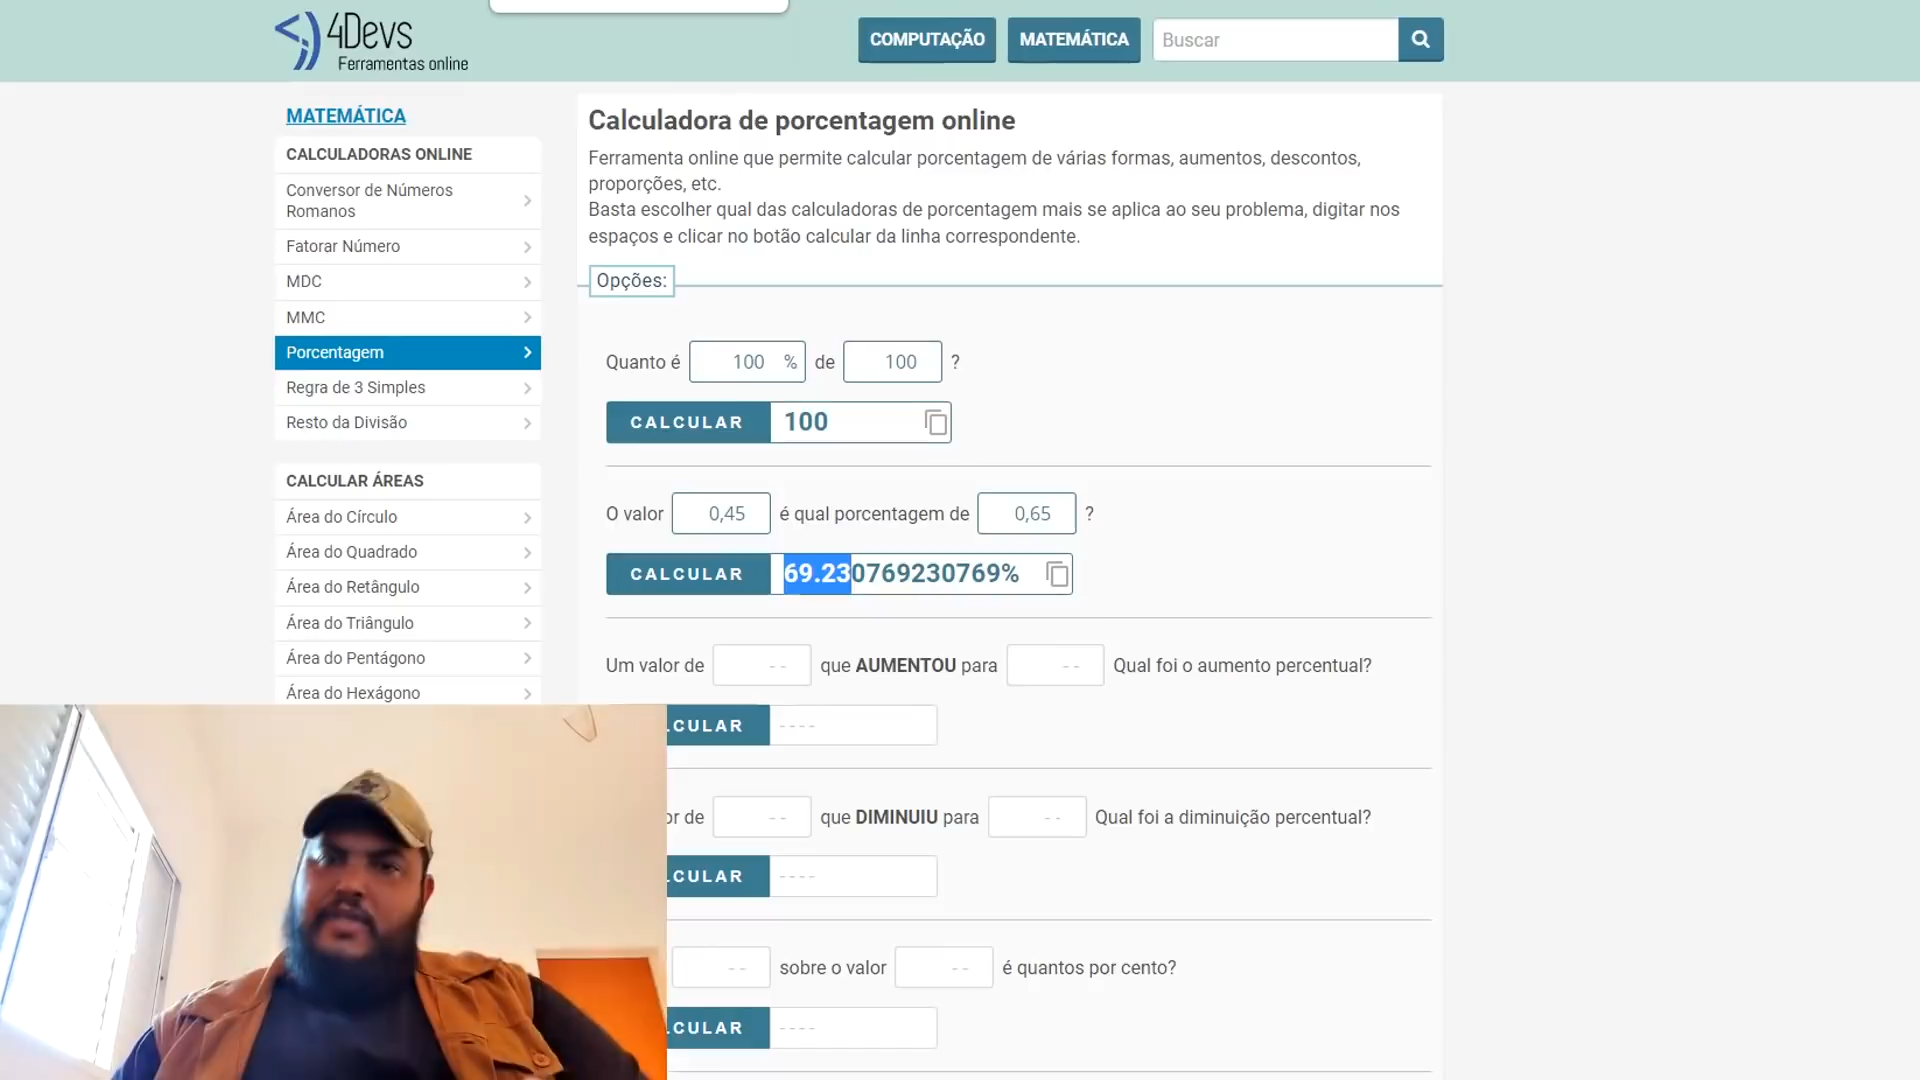 4Devs
Ferramentas online
COMPUTAÇÃO
MATEMÁTICA
Buscar
MATEMÁTICA
CALCULADORAS ONLINE
Conversor de Números
Romanos
Fatorar Número
MDC
MMC
Porcentagem
Regra de 3 Simples
Resto da Divisão
CALCULAR ÁREAS
Área do Círculo
Área do Quadrado
Área do Retângulo
Área do Triângulo
Área do Pentágono
Área do Hexágono
Calculadora de porcentagem online
Ferramenta online que permite calcular porcentagem de várias formas, aumentos, descontos,
proporções, etc.
Basta escolher qual das calculadoras de porcentagem mais se aplica ao seu problema, digitar nos
espaços e clicar no botão calcular da linha correspondente.
Opções:
Quanto é 100 % de 100 ?
CALCULAR 100
O valor 0,45 é qual porcentagem de 0,65 ?
CALCULAR 69.230769230769%
Um valor de -- que AUMENTOU para -- Qual foi o aumento percentual?
LCULAR ----
or de -- que DIMINUIU para -- Qual foi a diminuição percentual?
LCULAR ----
-- sobre o valor -- é quantos por cento?
LCULAR ----